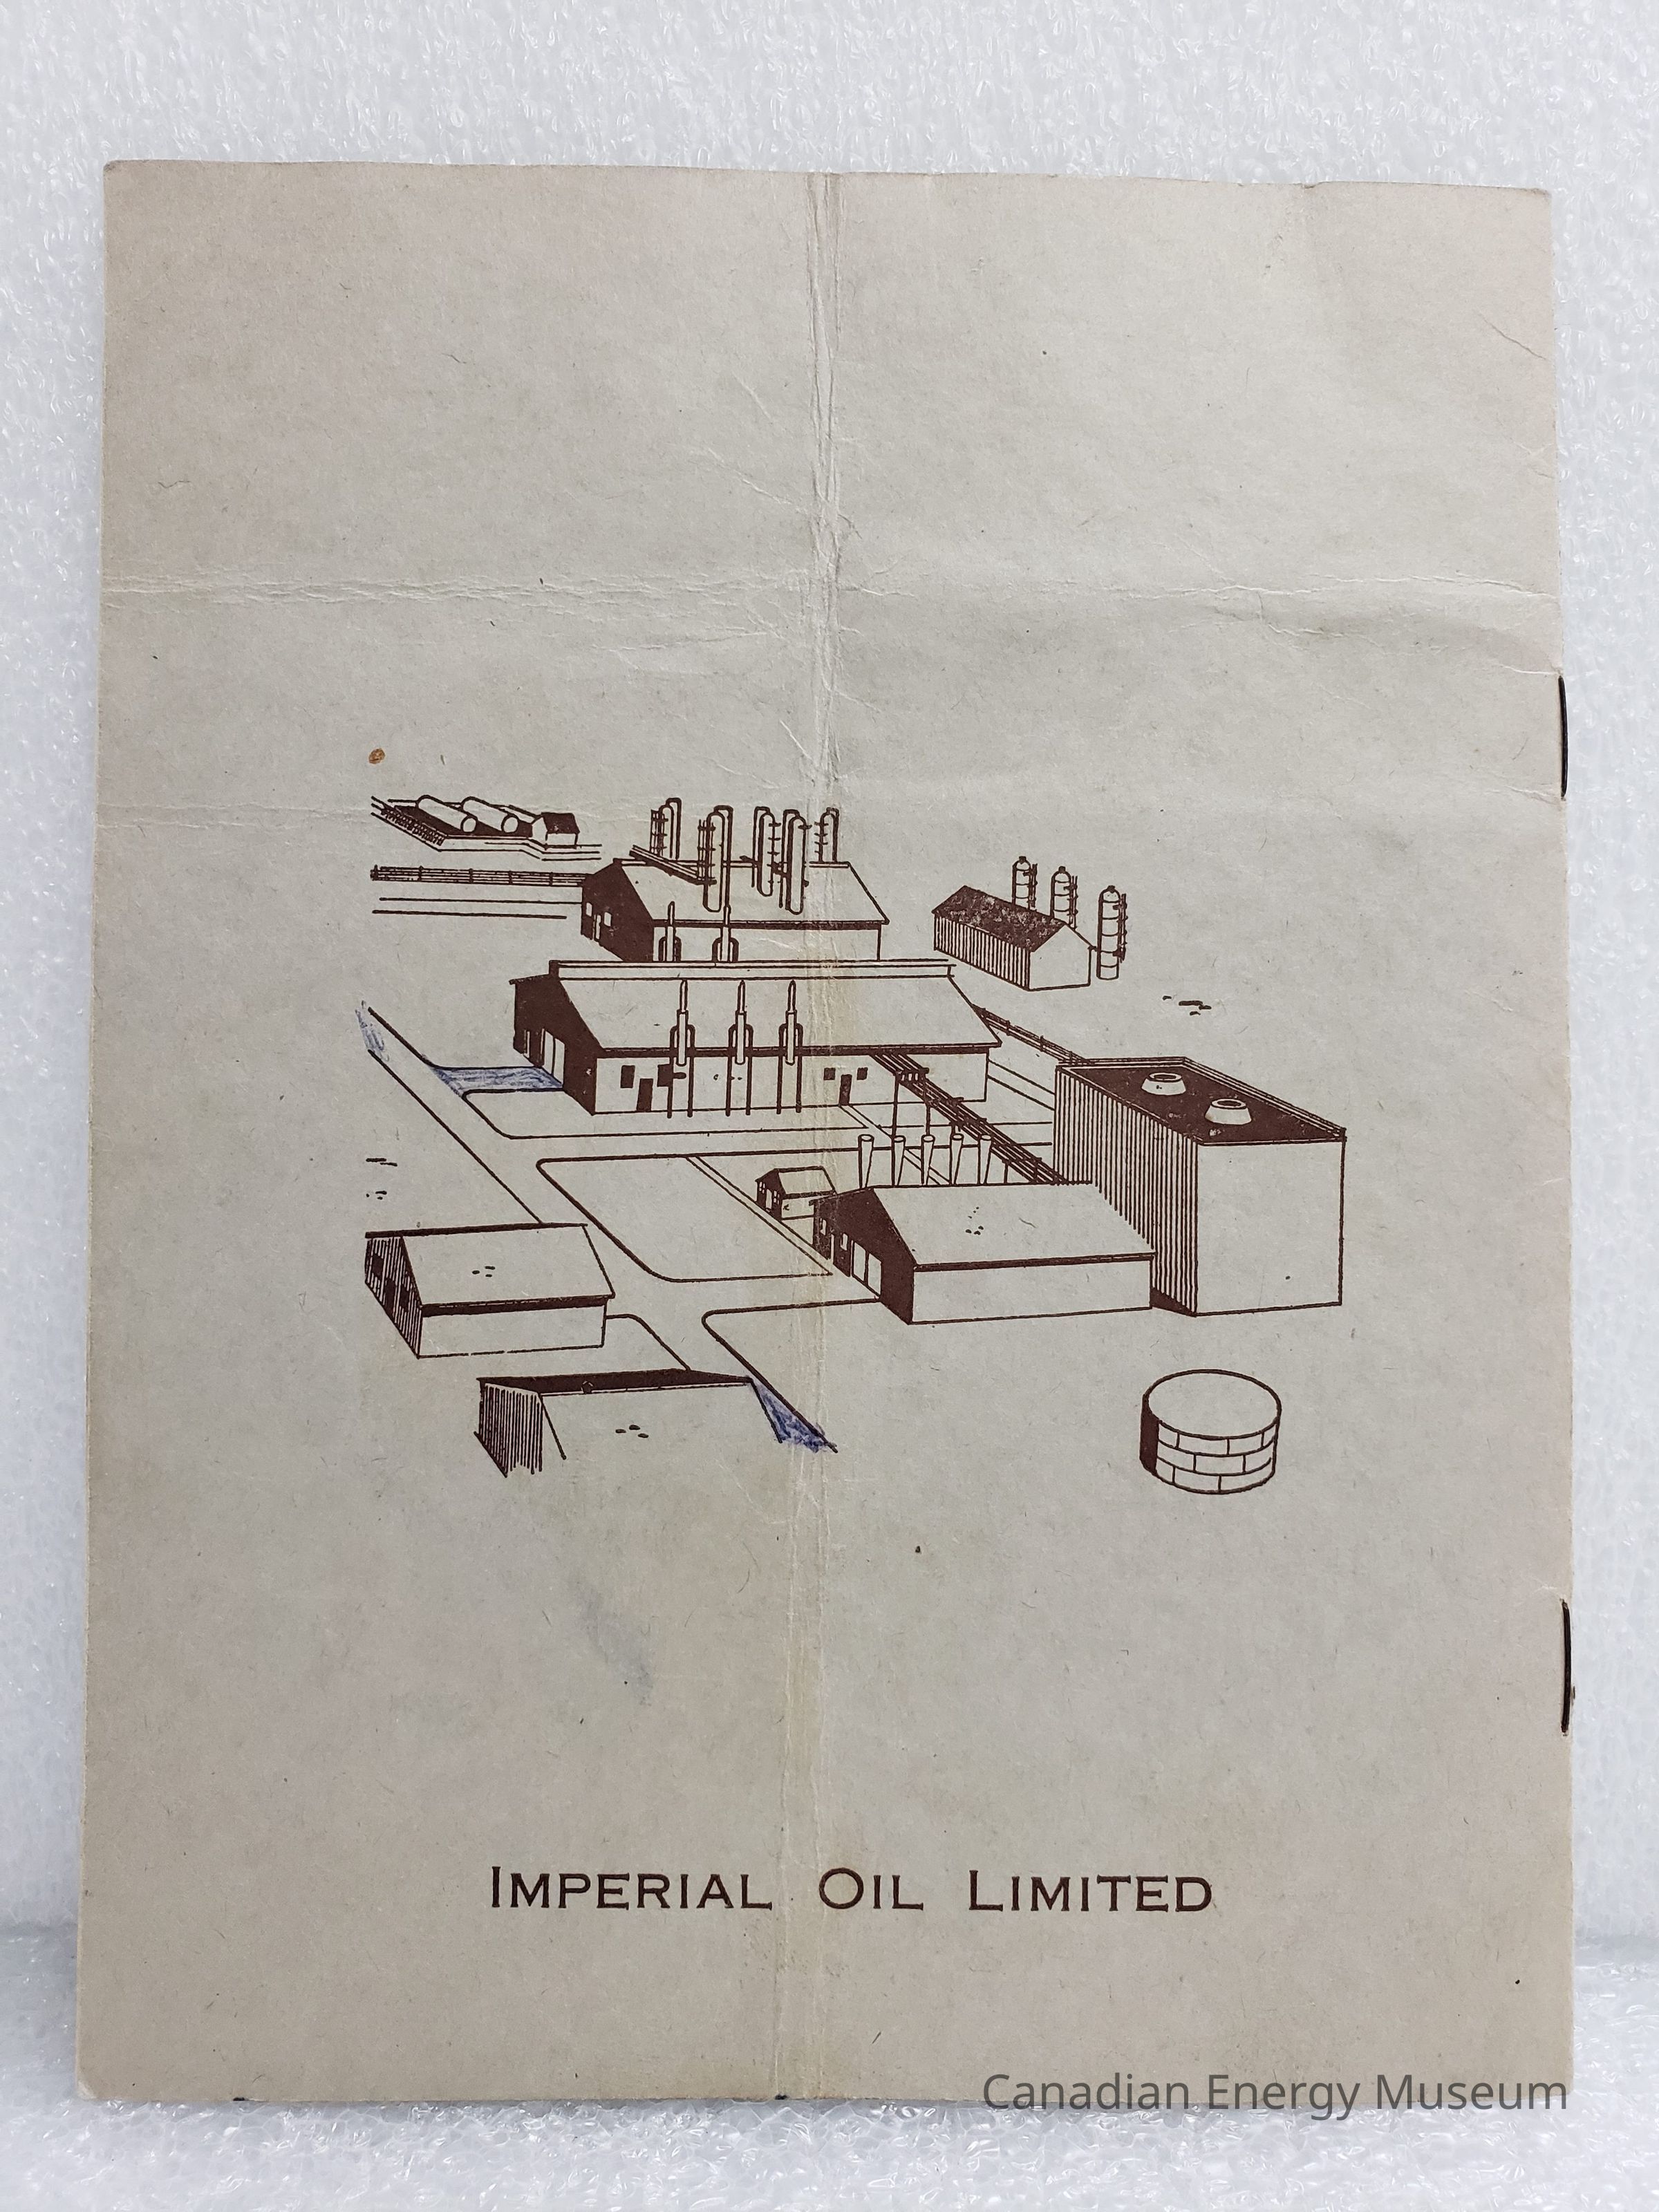 IMPERIAL OIL LIMITED
Canadian Energy Museum